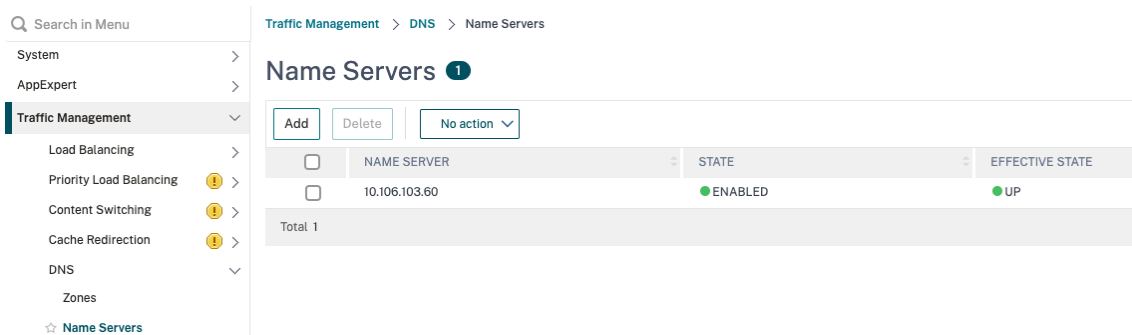 Search in Menu
System
AppExpert
Traffic Management
Load Balancing
Priority Load Balancing
Content Switching
Cache Redirection
DNS
Zones
Name Servers
Traffic Management > DNS > Name Servers
Name Servers 1
Add Delete No action
NAME SERVER STATE EFFECTIVE STATE
10.106.103.60 ENABLED UP
Total 1